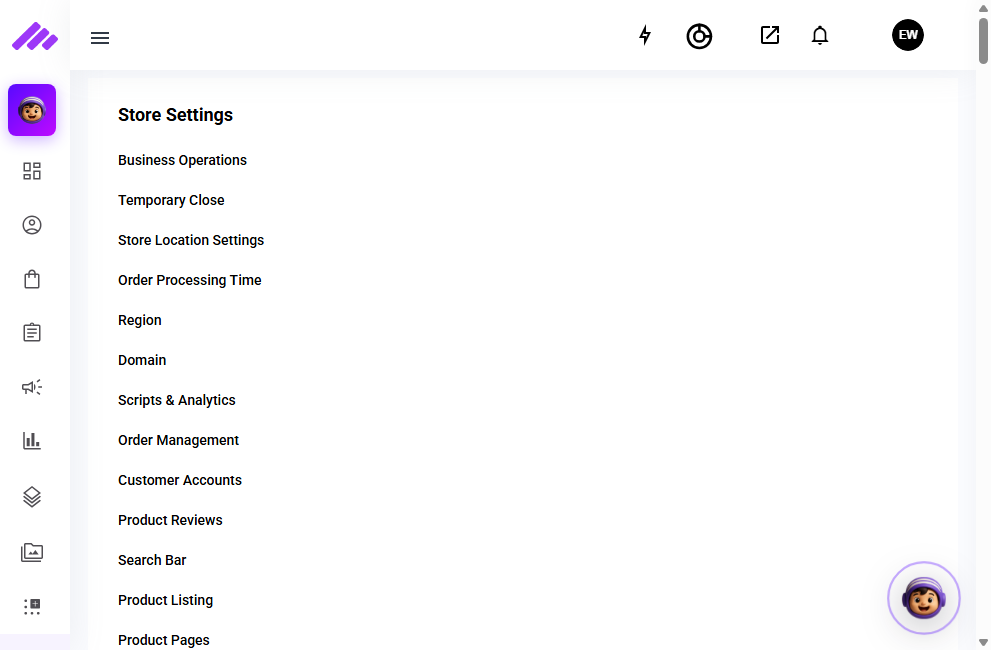 EW
Store Settings
Business Operations
Temporary Close
Store Location Settings
Order Processing Time
Region
Domain
Scripts & Analytics
Order Management
Customer Accounts
Product Reviews
Search Bar
Product Listing
Product Pages